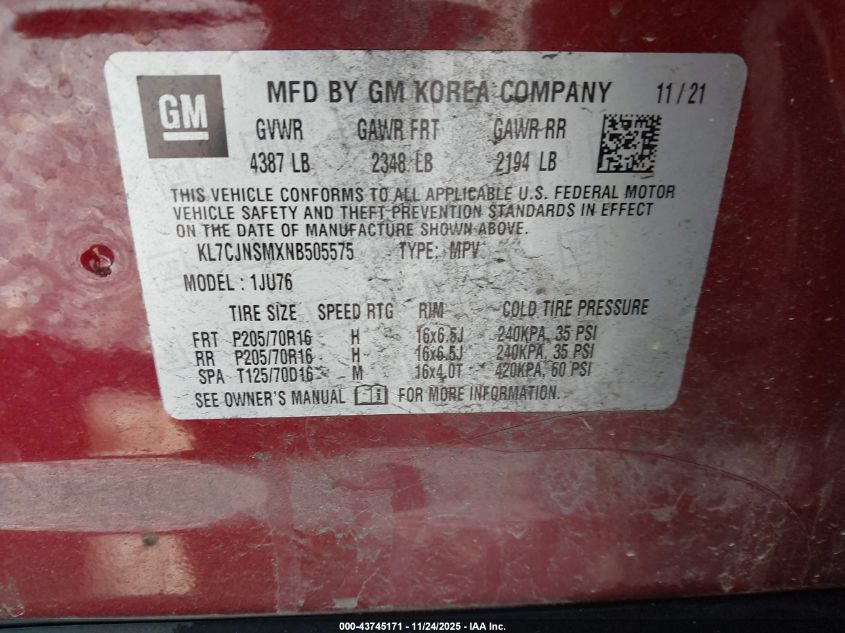 GM
MFD BY GM KOREA COMPANY 11/21
GVWR GAWR FRT GAWR RR
4387 LB 2348 LB 2194 LB
THIS VEHICLE CONFORMS TO ALL APPLICABLE U.S. FEDERAL MOTOR
VEHICLE SAFETY AND THEFT PREVENTION STANDARDS IN EFFECT
ON THE DATE OF MANUFACTURE SHOWN ABOVE.
KL7CJNSMXNB505575 TYPE: MPV
MODEL : 1JU76
TIRE SIZE SPEED RTG RIM COLD TIRE PRESSURE
FRT P205/70R16 H 16x6.5J 240KPA, 35 PSI
RR P205/70R16 H 16x6.5J 240KPA, 35 PSI
SPA T125/70D16 M 16x4.0T 420KPA, 60 PSI
SEE OWNER'S MANUAL FOR MORE INFORMATION.
000-43745171 — 11/24/2025 — IAA Inc.